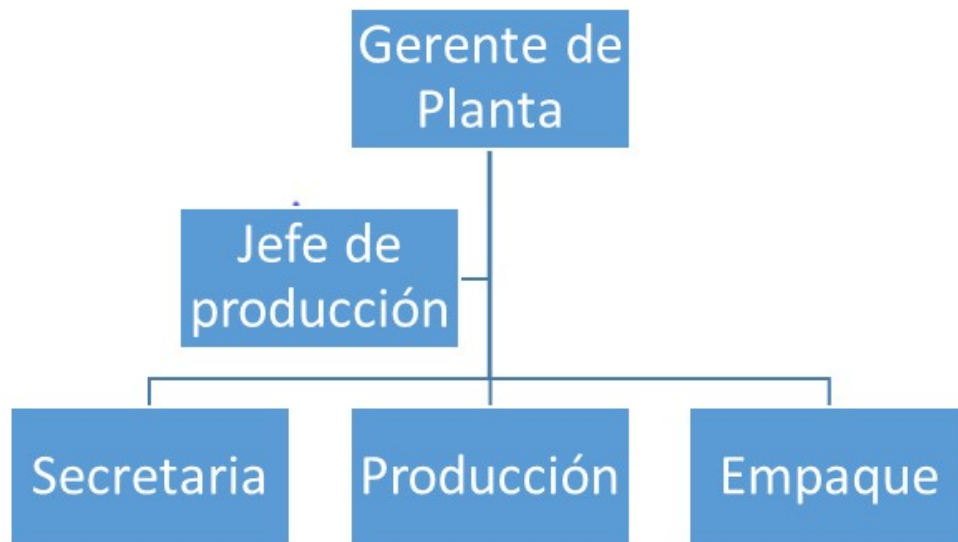 Gerente de
Planta
Jefe de
producción
Secretaria
Producción
Empaque